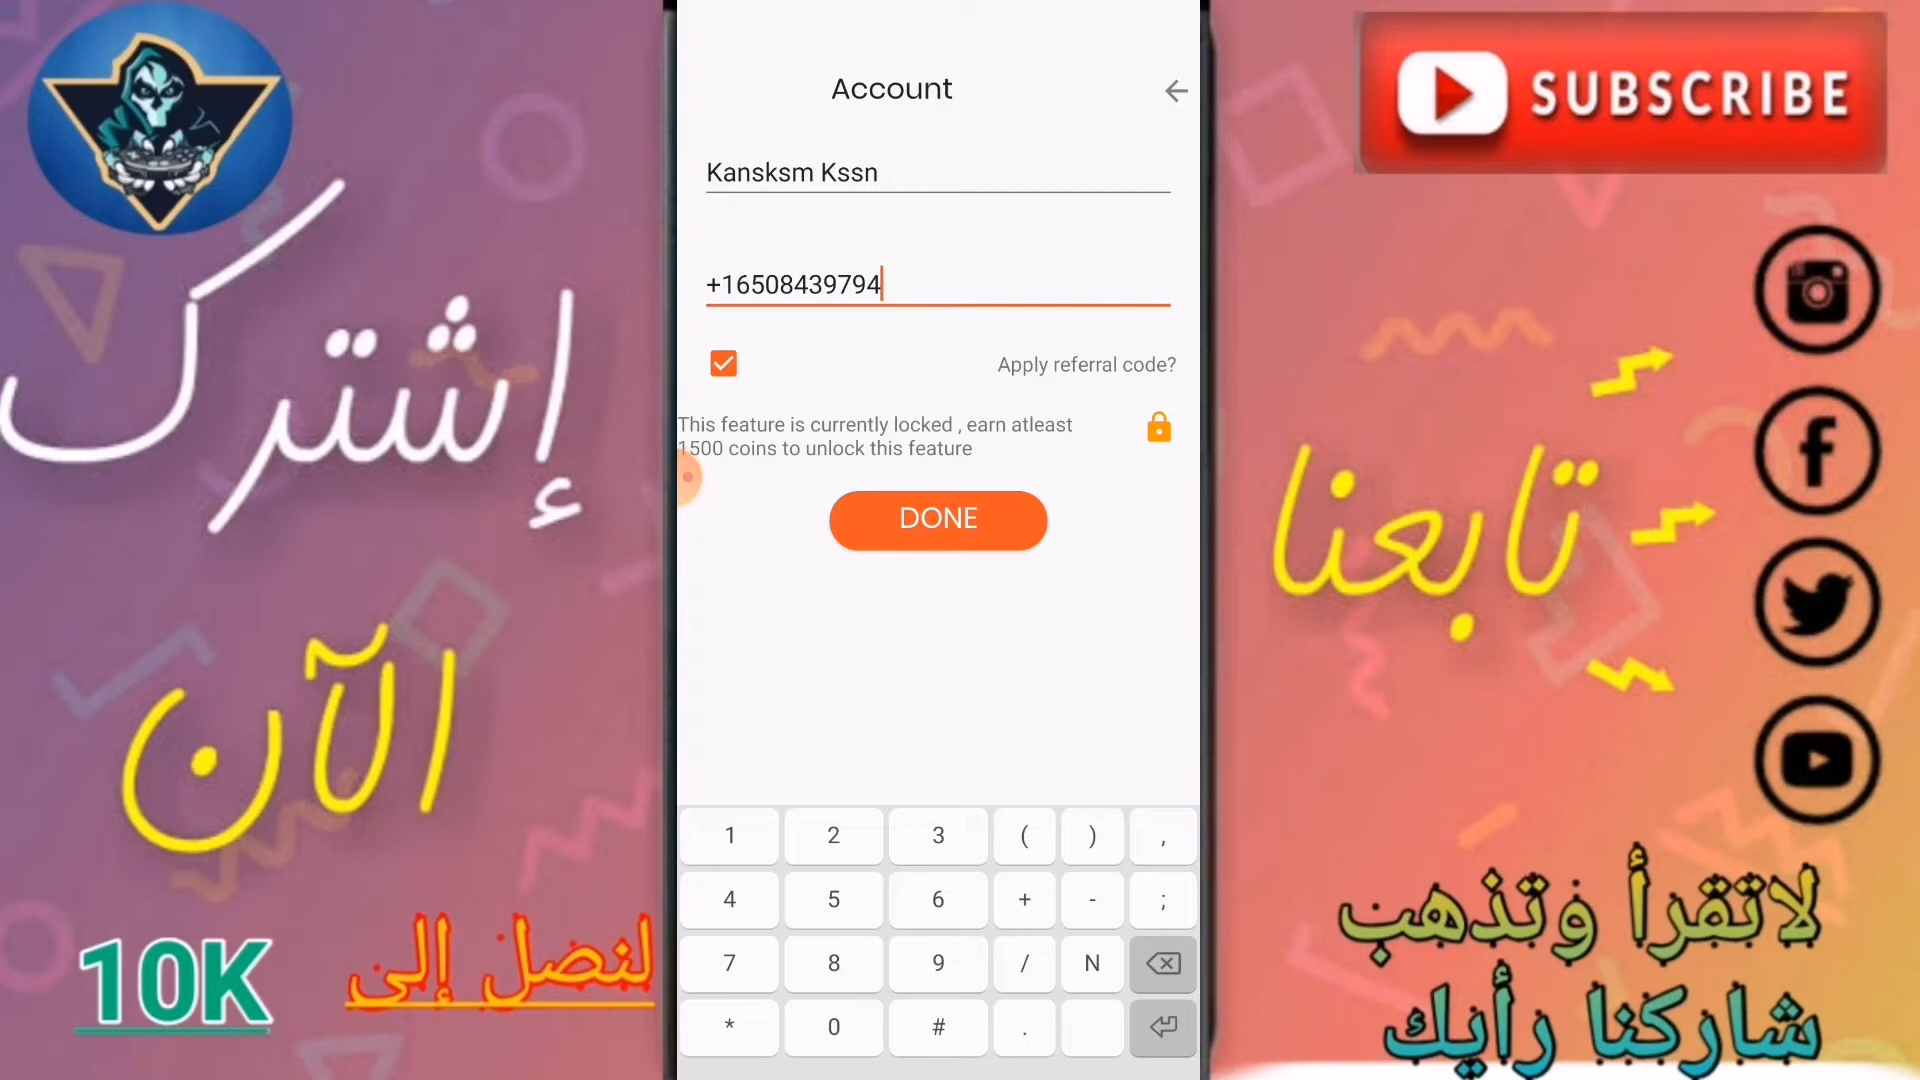 إشترك
الآن
10K
لنضل إلى
Account
Kansksm Kssn
+16508439794
Apply referral code?
This feature is currently locked , earn atleast
1500 coins to unlock this feature
DONE
1 2 3 ( ) ,
4 5 6 + - ;
7 8 9 / N
* 0 # .
SUBSCRIBE
تابعنا
لاتقرأ وتذهب
شاركنا رأيك